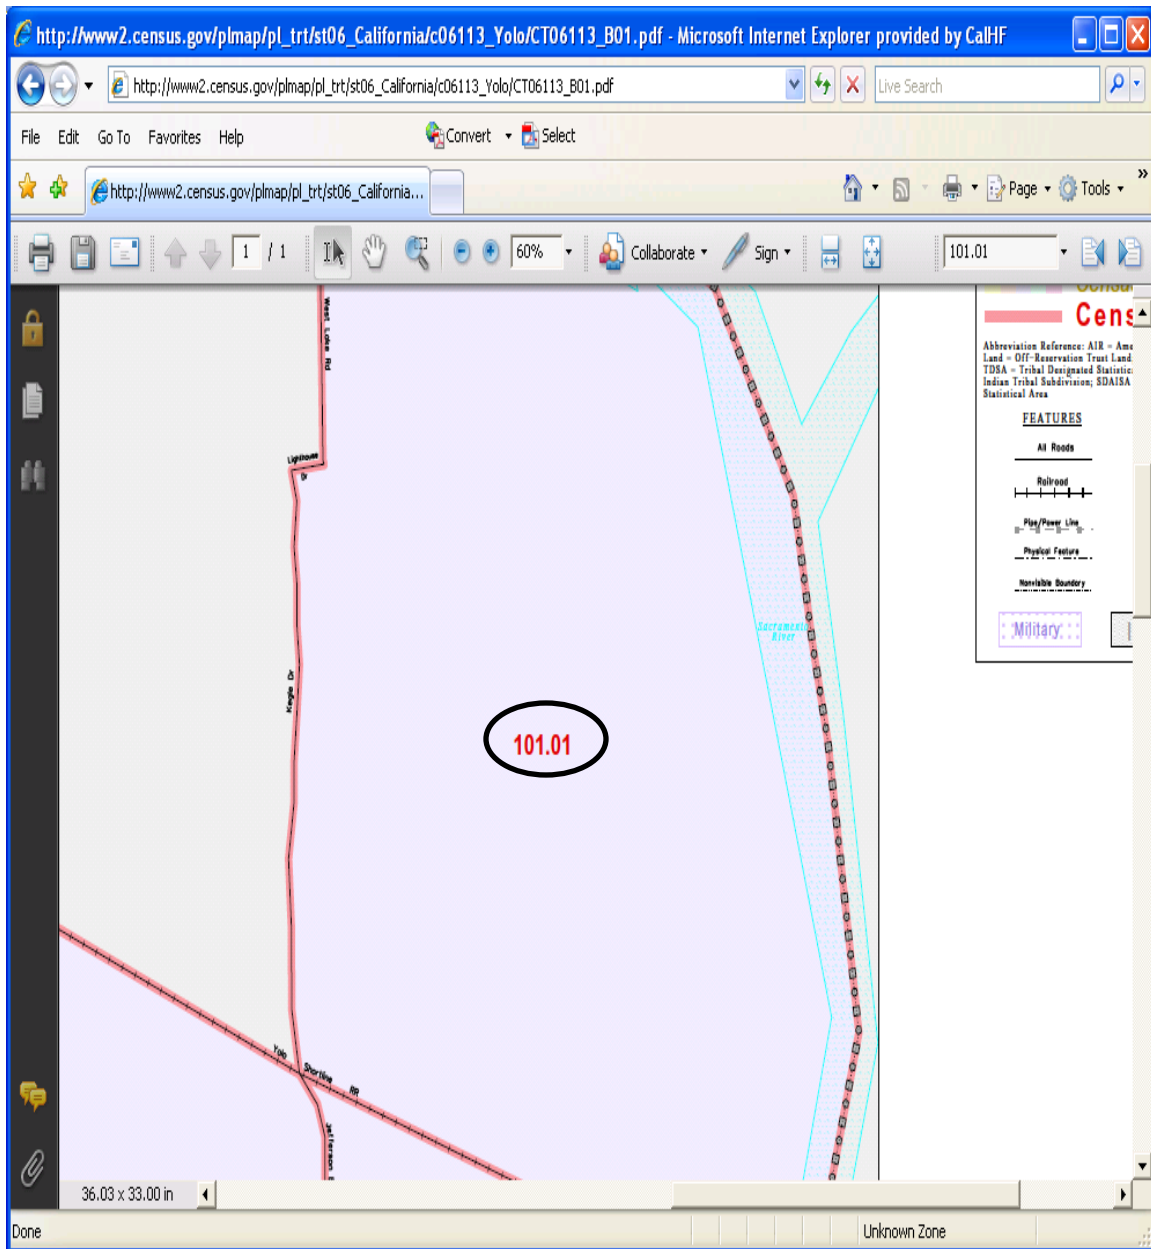 http://www2.census.gov/plmap/pl_trt/st06_California/c06113_Yolo/CT06113_B01.pdf - Microsoft Internet Explorer provided by CalHF
http://www2.census.gov/plmap/pl_trt/st06_California/c06113_Yolo/CT06113_B01.pdf
Live Search
File Edit Go To Favorites Help
Convert Select
http://www2.census.gov/plmap/pl_trt/st06_California...
Page Tools »
1 / 1
60%
Collaborate Sign
101.01
Cens
Abbreviation Reference: AIR = Ame
Land = Off-Reservation Trust Land
TDSA = Tribal Designated Statistic
Indian Tribal Subdivision; SDAISA
Statistical Area
FEATURES
All Roads
Railroad
Pipe/Power Line
Physical Feature
Nonvisible Boundary
Military
West Lake Rd
Lighthouse
Dr
Sacramento
River
Kegle Dr
101.01
Yolo Shortline RR
Jefferson B
36.03 x 33.00 in
Done
Unknown Zone